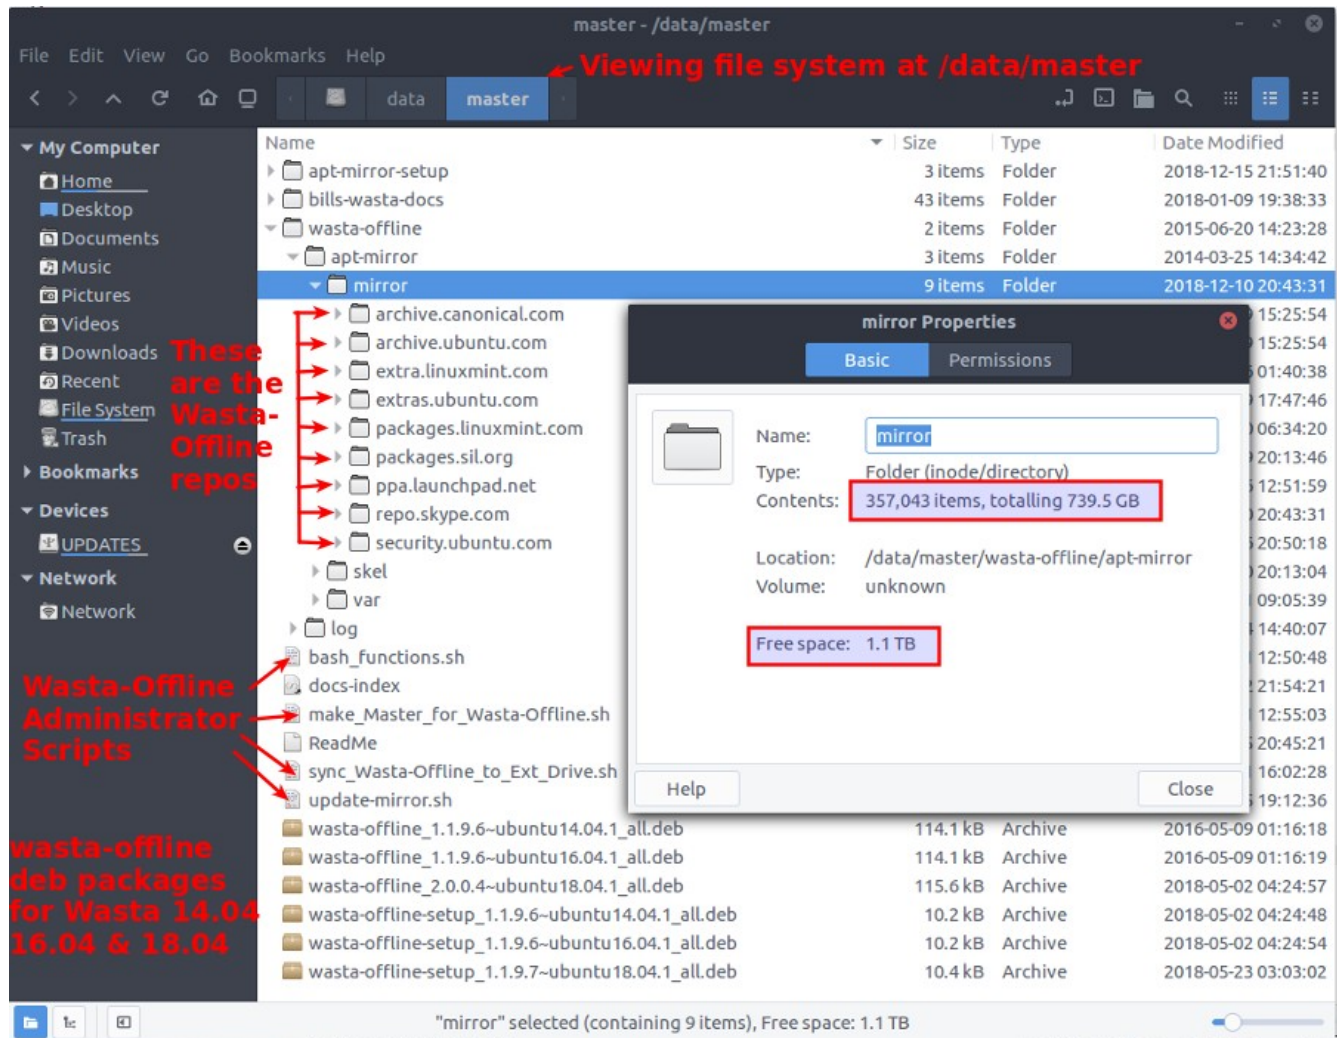 master - /data/master
File Edit View Go Bookmarks Help
Viewing file system at /data/master
data master
My Computer
Home
Desktop
Documents
Music
Pictures
Videos
Downloads
Recent
File System
Trash
Bookmarks
Devices
UPDATES
Network
Network
These
are the
Wasta-
Offline
repos
Wasta-Offline
Administrator
Scripts
wasta-offline
deb packages
for Wasta 14.04
16.04 & 18.04
Name Size Type Date Modified
apt-mirror-setup 3 items Folder 2018-12-15 21:51:40
bills-wasta-docs 43 items Folder 2018-01-09 19:38:33
wasta-offline 2 items Folder 2015-06-20 14:23:28
apt-mirror 3 items Folder 2014-03-25 14:34:42
mirror 9 items Folder 2018-12-10 20:43:31
archive.canonical.com 15:25:54
archive.ubuntu.com 15:25:54
extra.linuxmint.com 01:40:38
extras.ubuntu.com 17:47:46
packages.linuxmint.com 06:34:20
packages.sil.org 20:13:46
ppa.launchpad.net 12:51:59
repo.skype.com 20:43:31
security.ubuntu.com 20:50:18
skel 20:13:04
var 09:05:39
log 14:40:07
bash_functions.sh 12:50:48
docs-index 21:54:21
make_Master_for_Wasta-Offline.sh 12:55:03
ReadMe 20:45:21
sync_Wasta-Offline_to_Ext_Drive.sh 16:02:28
update-mirror.sh 19:12:36
wasta-offline_1.1.9.6~ubuntu14.04.1_all.deb 114.1 kB Archive 2016-05-09 01:16:18
wasta-offline_1.1.9.6~ubuntu16.04.1_all.deb 114.1 kB Archive 2016-05-09 01:16:19
wasta-offline_2.0.0.4~ubuntu18.04.1_all.deb 115.6 kB Archive 2018-05-02 04:24:57
wasta-offline-setup_1.1.9.6~ubuntu14.04.1_all.deb 10.2 kB Archive 2018-05-02 04:24:48
wasta-offline-setup_1.1.9.6~ubuntu16.04.1_all.deb 10.2 kB Archive 2018-05-02 04:24:54
wasta-offline-setup_1.1.9.7~ubuntu18.04.1_all.deb 10.4 kB Archive 2018-05-23 03:03:02
mirror Properties
Basic Permissions
Name: mirror
Type: Folder (inode/directory)
Contents: 357,043 items, totalling 739.5 GB
Location: /data/master/wasta-offline/apt-mirror
Volume: unknown
Free space: 1.1 TB
Help Close
"mirror" selected (containing 9 items), Free space: 1.1 TB